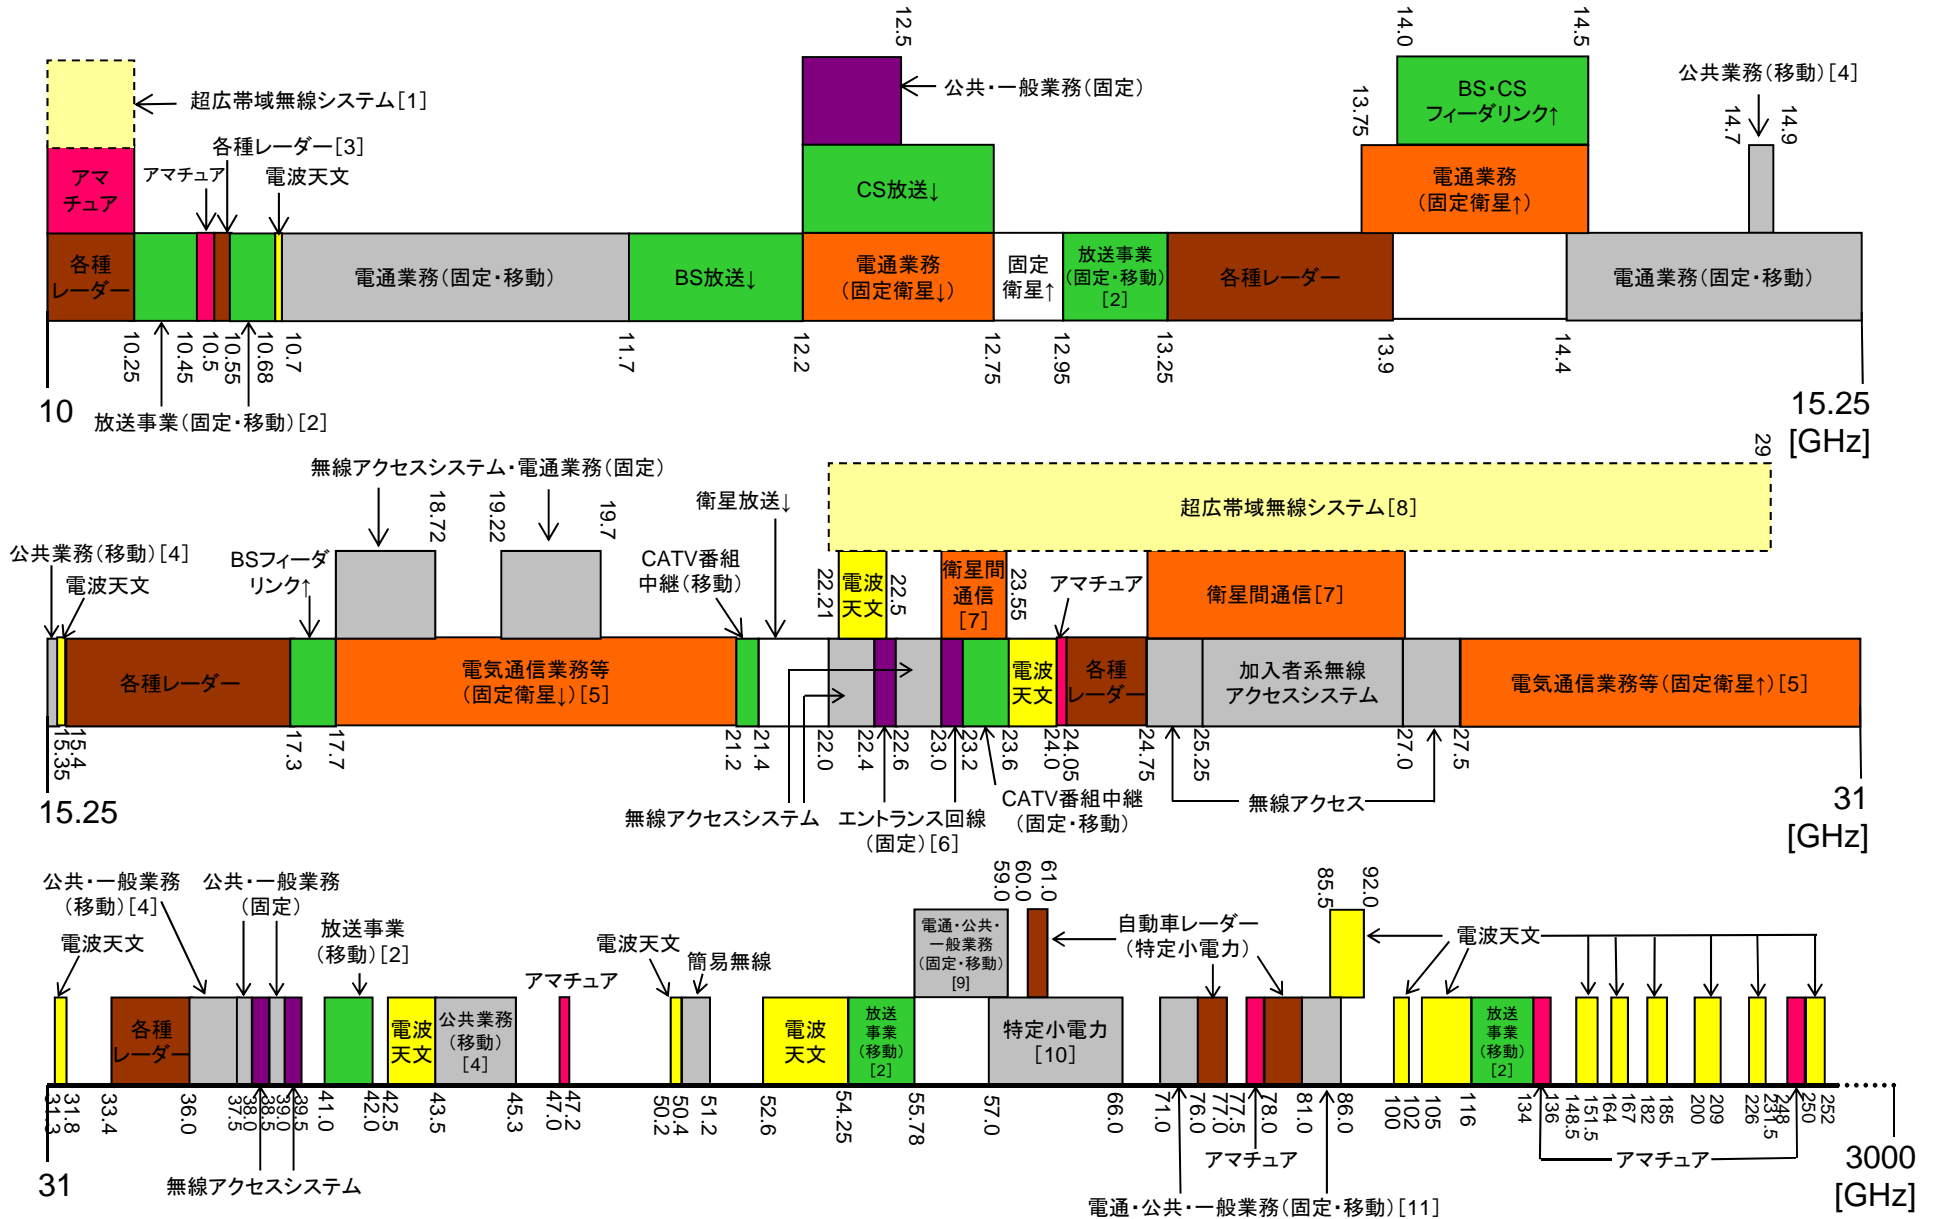 12.5
14.0
14.5
公共・一般業務(固定)
公共業務(移動)[4]
超広帯域無線システム[1]
13.75
BS・CS
フィーダリンク↑
14.7
14.9
各種レーダー[3]
アマチュア
電波天文
アマ
チュア
CS放送↓
電通業務
(固定衛星↑)
各種
レーダー
電通業務(固定・移動)
BS放送↓
電通業務
(固定衛星↓)
固定
衛星↑
放送事業
(固定・移動)
[2]
各種レーダー
電通業務(固定・移動)
10.25
10.45
10.5
10.55
10.68
10.7
11.7
12.2
12.75
12.95
13.25
13.9
14.4
10
放送事業(固定・移動)[2]
15.25
[GHz]
無線アクセスシステム・電通業務(固定)
29
18.72
19.22
19.7
衛星放送↓
超広帯域無線システム[8]
公共業務(移動)[4]
電波天文
BSフィーダ
リンク↑
CATV番組
中継(移動)
22.21
電波
天文
22.5
衛星間
通信
[7]
23.55
アマチュア
衛星間通信[7]
各種レーダー
電気通信業務等
(固定衛星↓)[5]
電波
天文
各種
レーダー
加入者系無線
アクセスシステム
電気通信業務等(固定衛星↑)[5]
15.35
15.4
17.3
17.7
21.2
21.4
22.0
22.4
22.6
23.0
23.2
23.6
24.0
24.05
24.75
25.25
27.0
27.5
15.25
無線アクセスシステム
エントランス回線
(固定)[6]
CATV番組中継
(固定・移動)
無線アクセス
31
[GHz]
公共・一般業務
(移動)[4]
公共・一般業務
(固定)
電波天文
放送事業
(移動)[2]
アマチュア
電波天文
簡易無線
59.0
60.0
61.0
電通・公共・
一般業務
(固定・移動)
[9]
自動車レーダー
(特定小電力)
85.5
92.0
電波天文
各種
レーダー
電波
天文
公共業務
(移動)
[4]
電波
天文
放送
事業
(移動)
[2]
特定小電力
[10]
放送
事業
(移動)
[2]
31.3
31.8
33.4
36.0
37.5
38.0
38.5
39.0
39.5
41.0
42.0
42.5
43.5
45.3
47.0
47.2
50.2
50.4
51.2
52.6
54.25
55.78
57.0
66.0
71.0
76.0
77.0
77.5
78.0
81.0
86.0
100
102
105
116
134
136
148.5
151.5
164
167
182
185
200
209
226
231.5
248
250
252
31
無線アクセスシステム
アマチュア
電通・公共・一般業務(固定・移動)[11]
アマチュア
3000
[GHz]